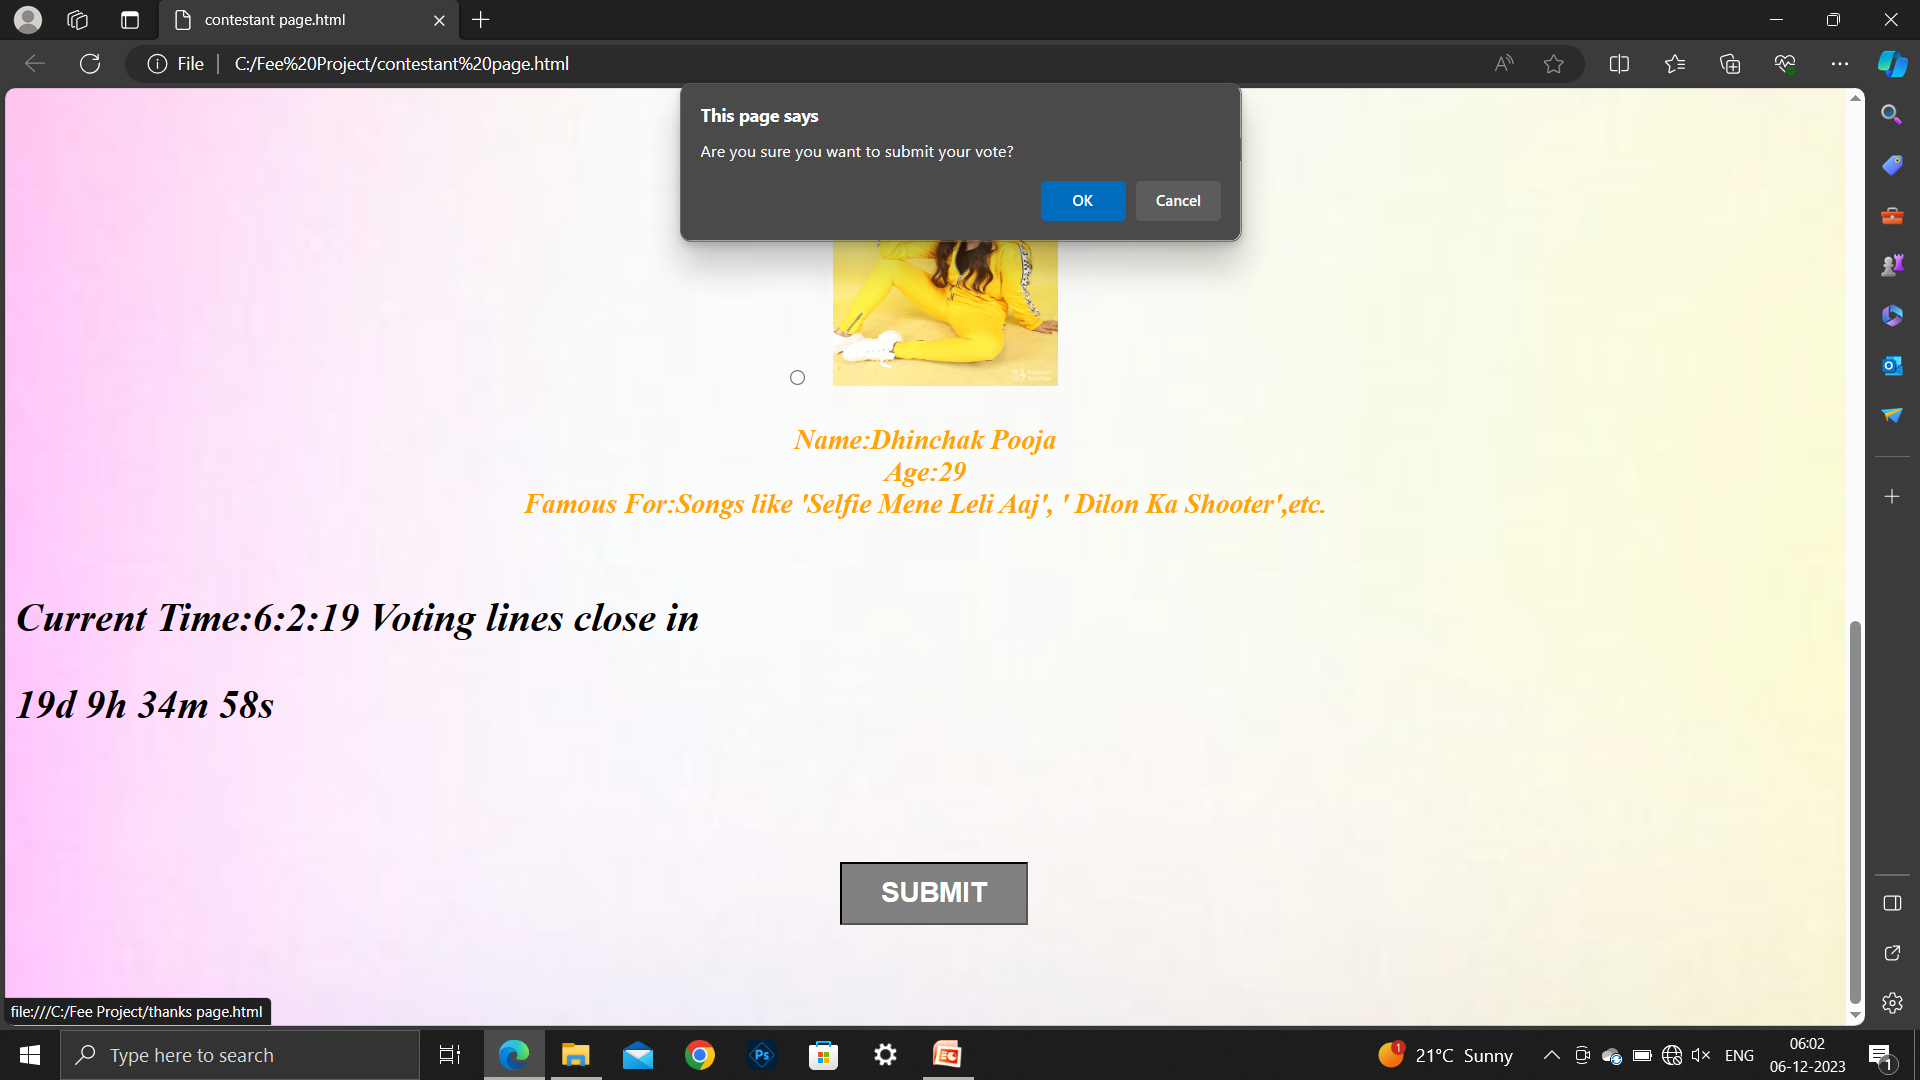 contestant page.html
File
C:/Fee%20Project/contestant%20page.html
This page says
Are you sure you want to submit your vote?
OK
Cancel
Name:Dhinchak Pooja
Age:29
Famous For:Songs like 'Selfie Mene Leli Aaj', ' Dilon Ka Shooter',etc.
Current Time:6:2:19 Voting lines close in
19d 9h 34m 58s
SUBMIT
file:///C:/Fee Project/thanks page.html
Type here to search
Ps
1
21°C Sunny
ENG
06:02
06-12-2023
1